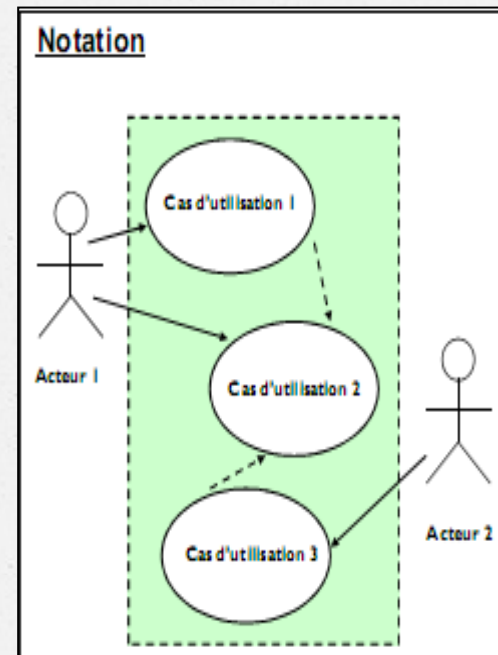 Notation
Cas d'utilisation 1
Acteur 1
Cas d'utilisation 2
Acteur 2
Cas d'utilisation 3